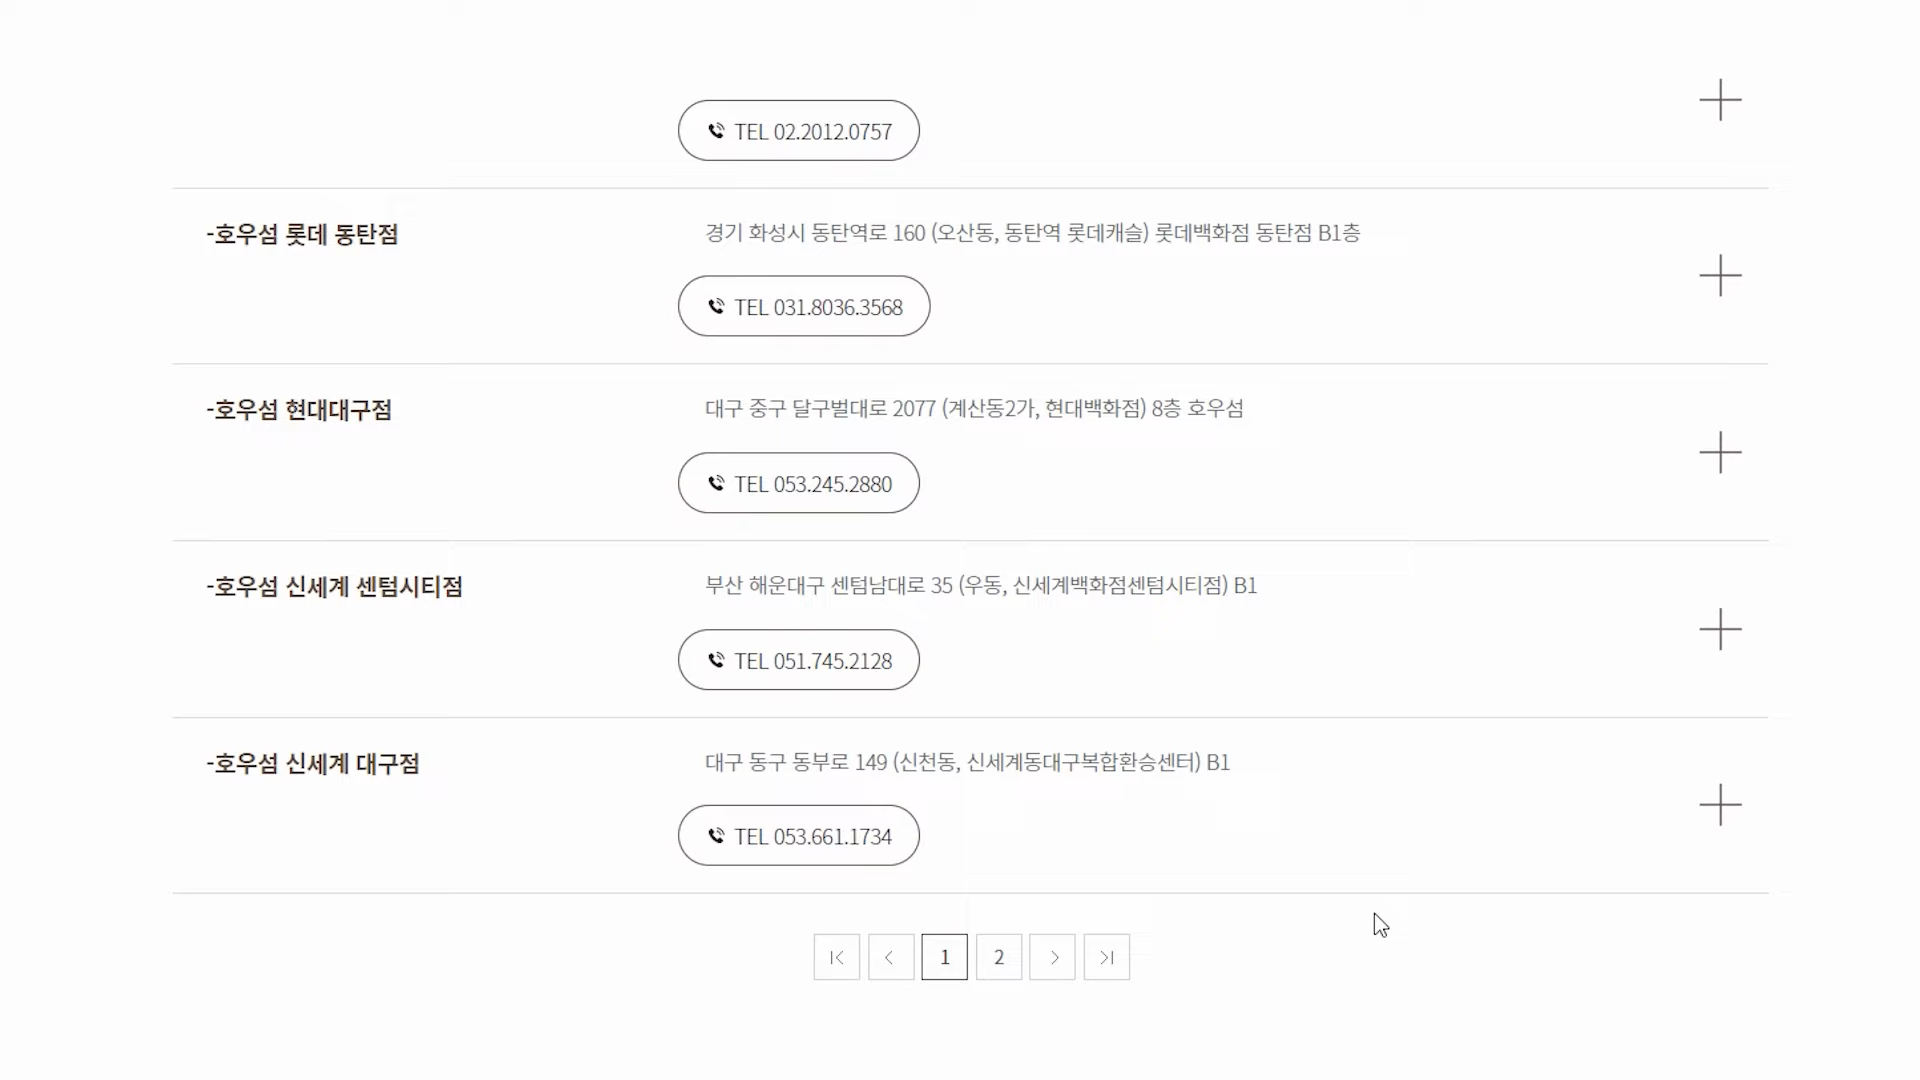 TEL 02.2012.0757
-호우섬 롯데 동탄점
경기 화성시 동탄역로 160 (오산동, 동탄역 롯데캐슬) 롯데백화점 동탄점 B1층
TEL 031.8036.3568
-호우섬 현대대구점
대구 중구 달구벌대로 2077 (계산동2가, 현대백화점) 8층 호우섬
TEL 053.245.2880
-호우섬 신세계 센텀시티점
부산 해운대구 센텀남대로 35 (우동, 신세계백화점센텀시티점) B1
TEL 051.745.2128
-호우섬 신세계 대구점
대구 동구 동부로 149 (신천동, 신세계동대구복합환승센터) B1
TEL 053.661.1734
1 2